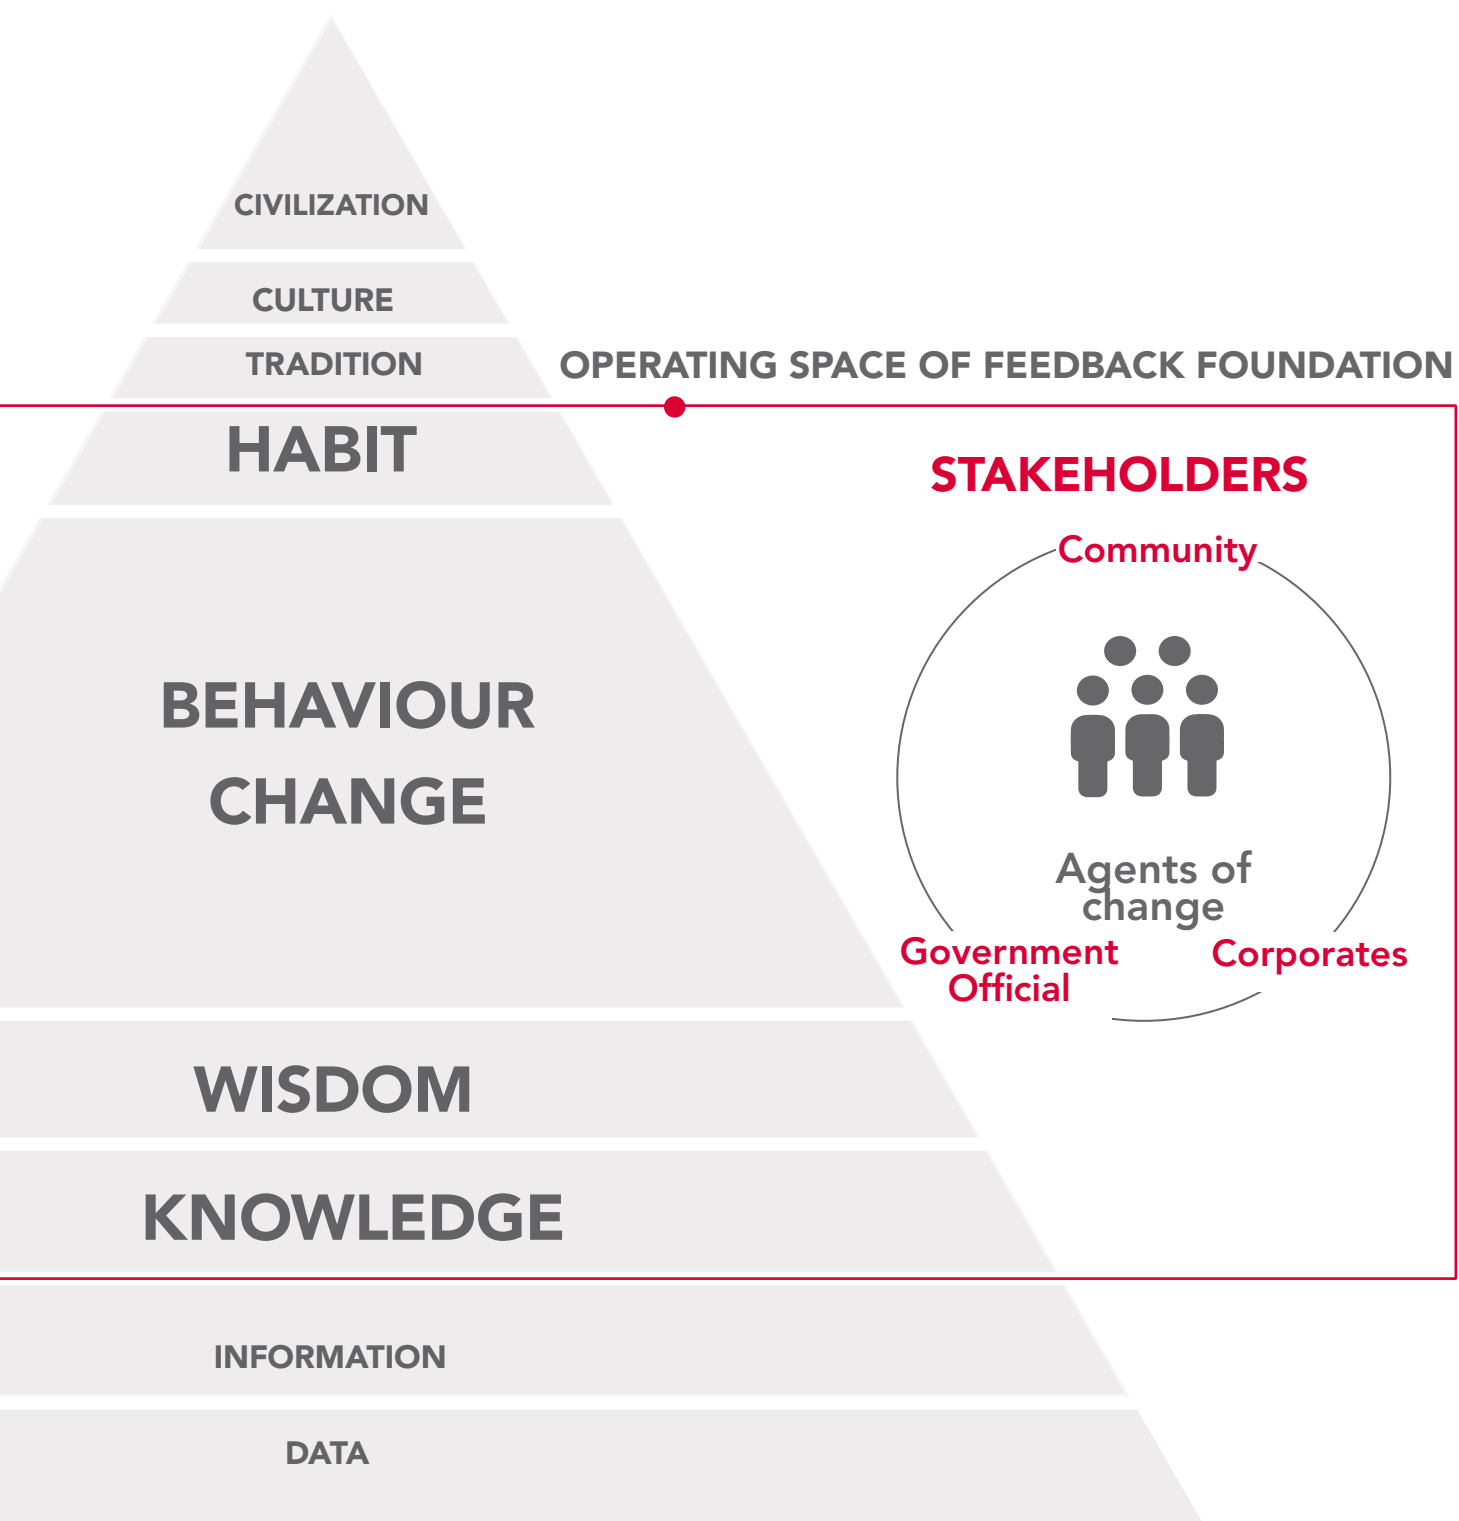 CIVILIZATION
CULTURE
TRADITION
OPERATING SPACE OF FEEDBACK FOUNDATION
HABIT
STAKEHOLDERS
Community
BEHAVIOUR
CHANGE
Agents of
change
Government
Official
Corporates
WISDOM
KNOWLEDGE
INFORMATION
DATA